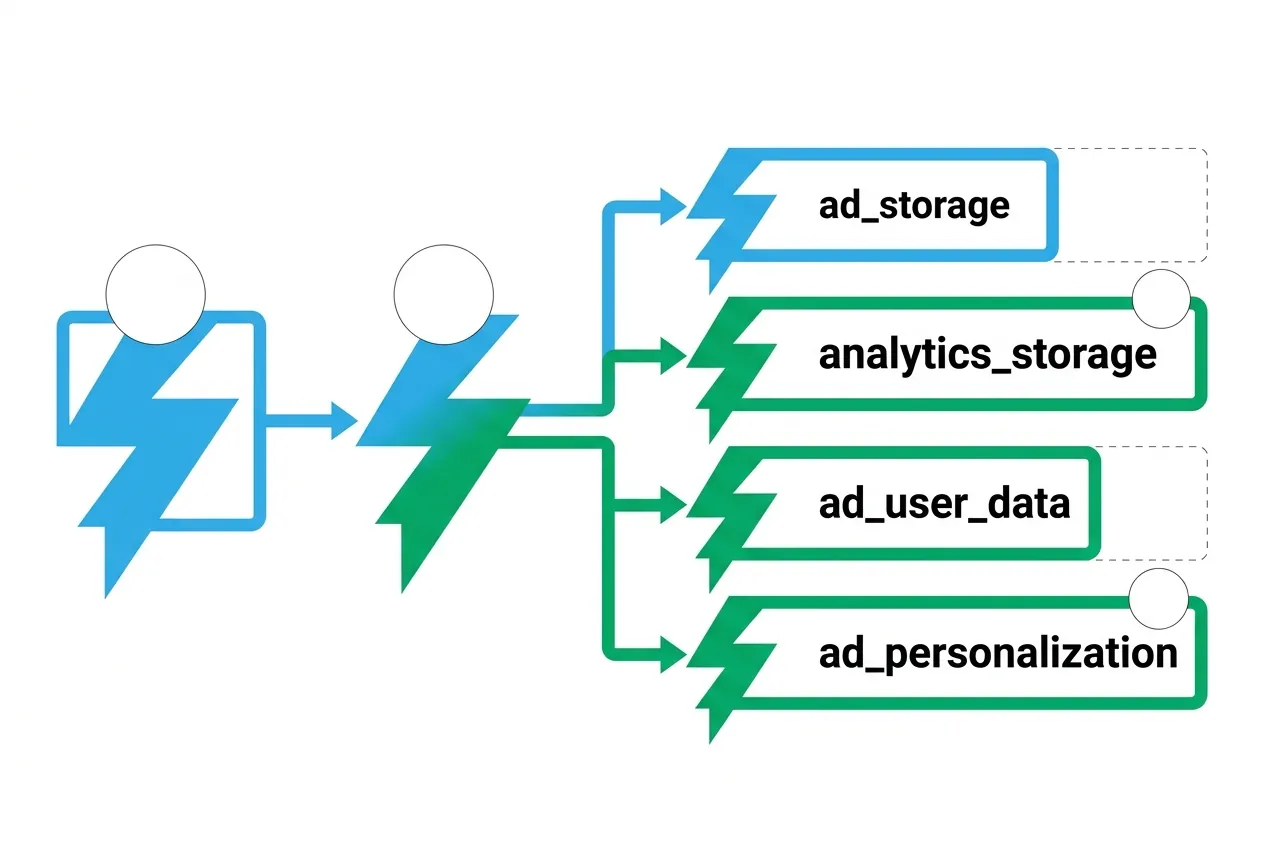 ad_storage
analytics_storage
ad_user_data
ad_personalization